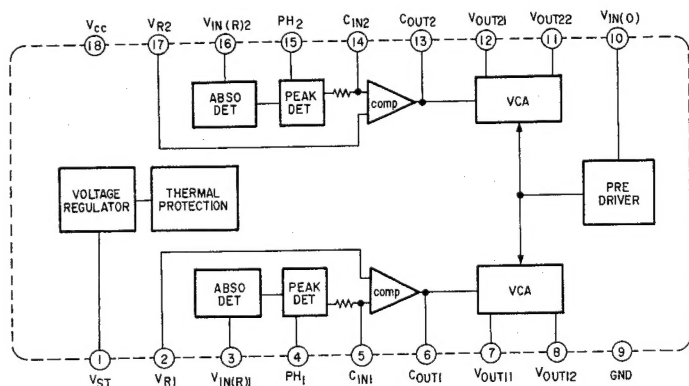 VCC VR2 VIN(R)2 PH2 CIN2 COUT2 VOUT21 VOUT22 VIN(O)
18 17 16 15 14 13 12 11 10
ABSO DET
PEAK DET
comp
VCA
VOLTAGE REGULATOR
THERMAL PROTECTION
PRE DRIVER
ABSO DET
PEAK DET
comp
VCA
1 2 3 4 5 6 7 8 9
VST VR1 VIN(R)1 PH1 CIN1 COUT1 VOUT11 VOUT12 GND